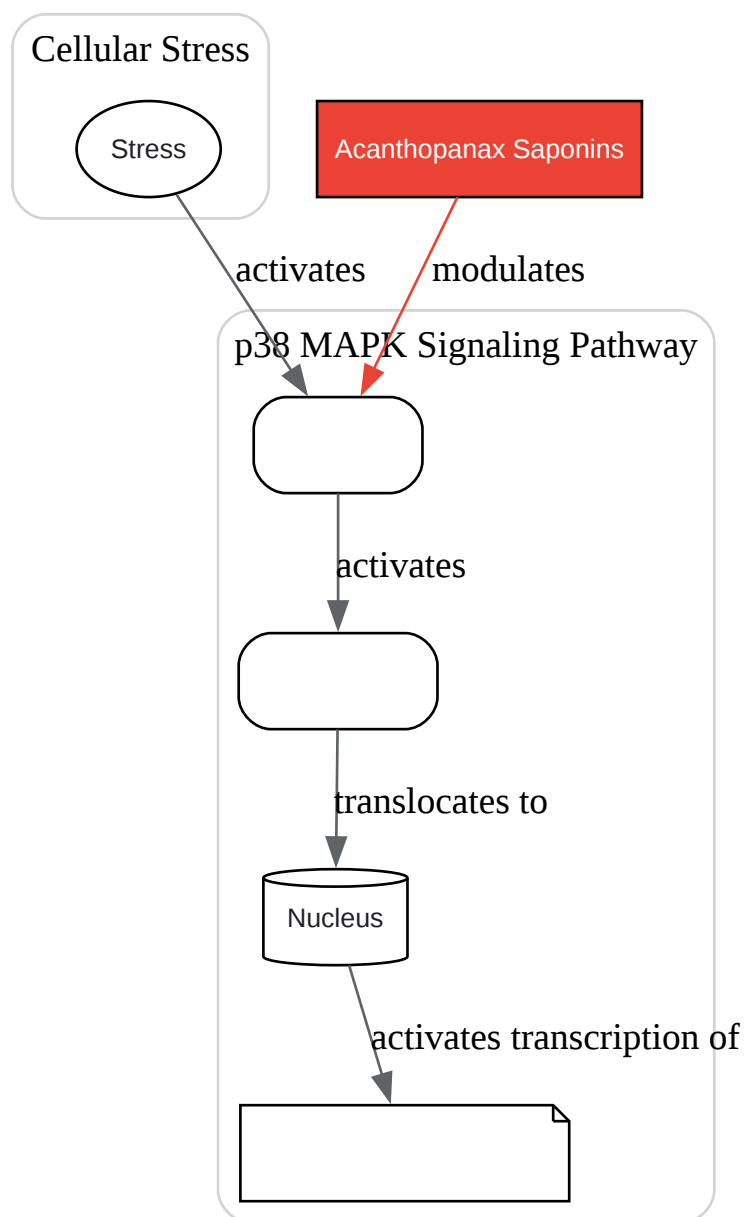 Cellular Stress
Stress
Acanthopanax Saponins
activates
modulates
p38 MAPK Signaling Pathway
activates
translocates to
Nucleus
activates transcription of